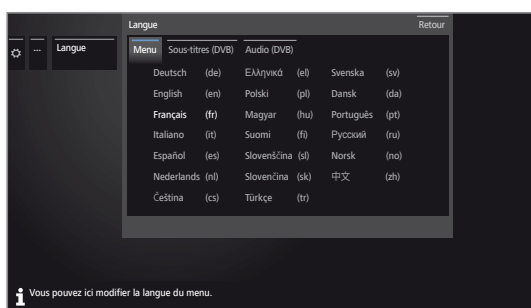 Langue Retour
... Langue
Menu Sous-titres (DVB) Audio (DVB)
Deutsch (de) Ελληνικά (el) Svenska (sv)
English (en) Polski (pl) Dansk (da)
Français (fr) Magyar (hu) Português (pt)
Italiano (it) Suomi (fi) Русский (ru)
Español (es) Slovenščina (sl) Norsk (no)
Nederlands (nl) Slovenčina (sk) 中文 (zh)
Čeština (cs) Türkçe (tr)
Vous pouvez ici modifier la langue du menu.